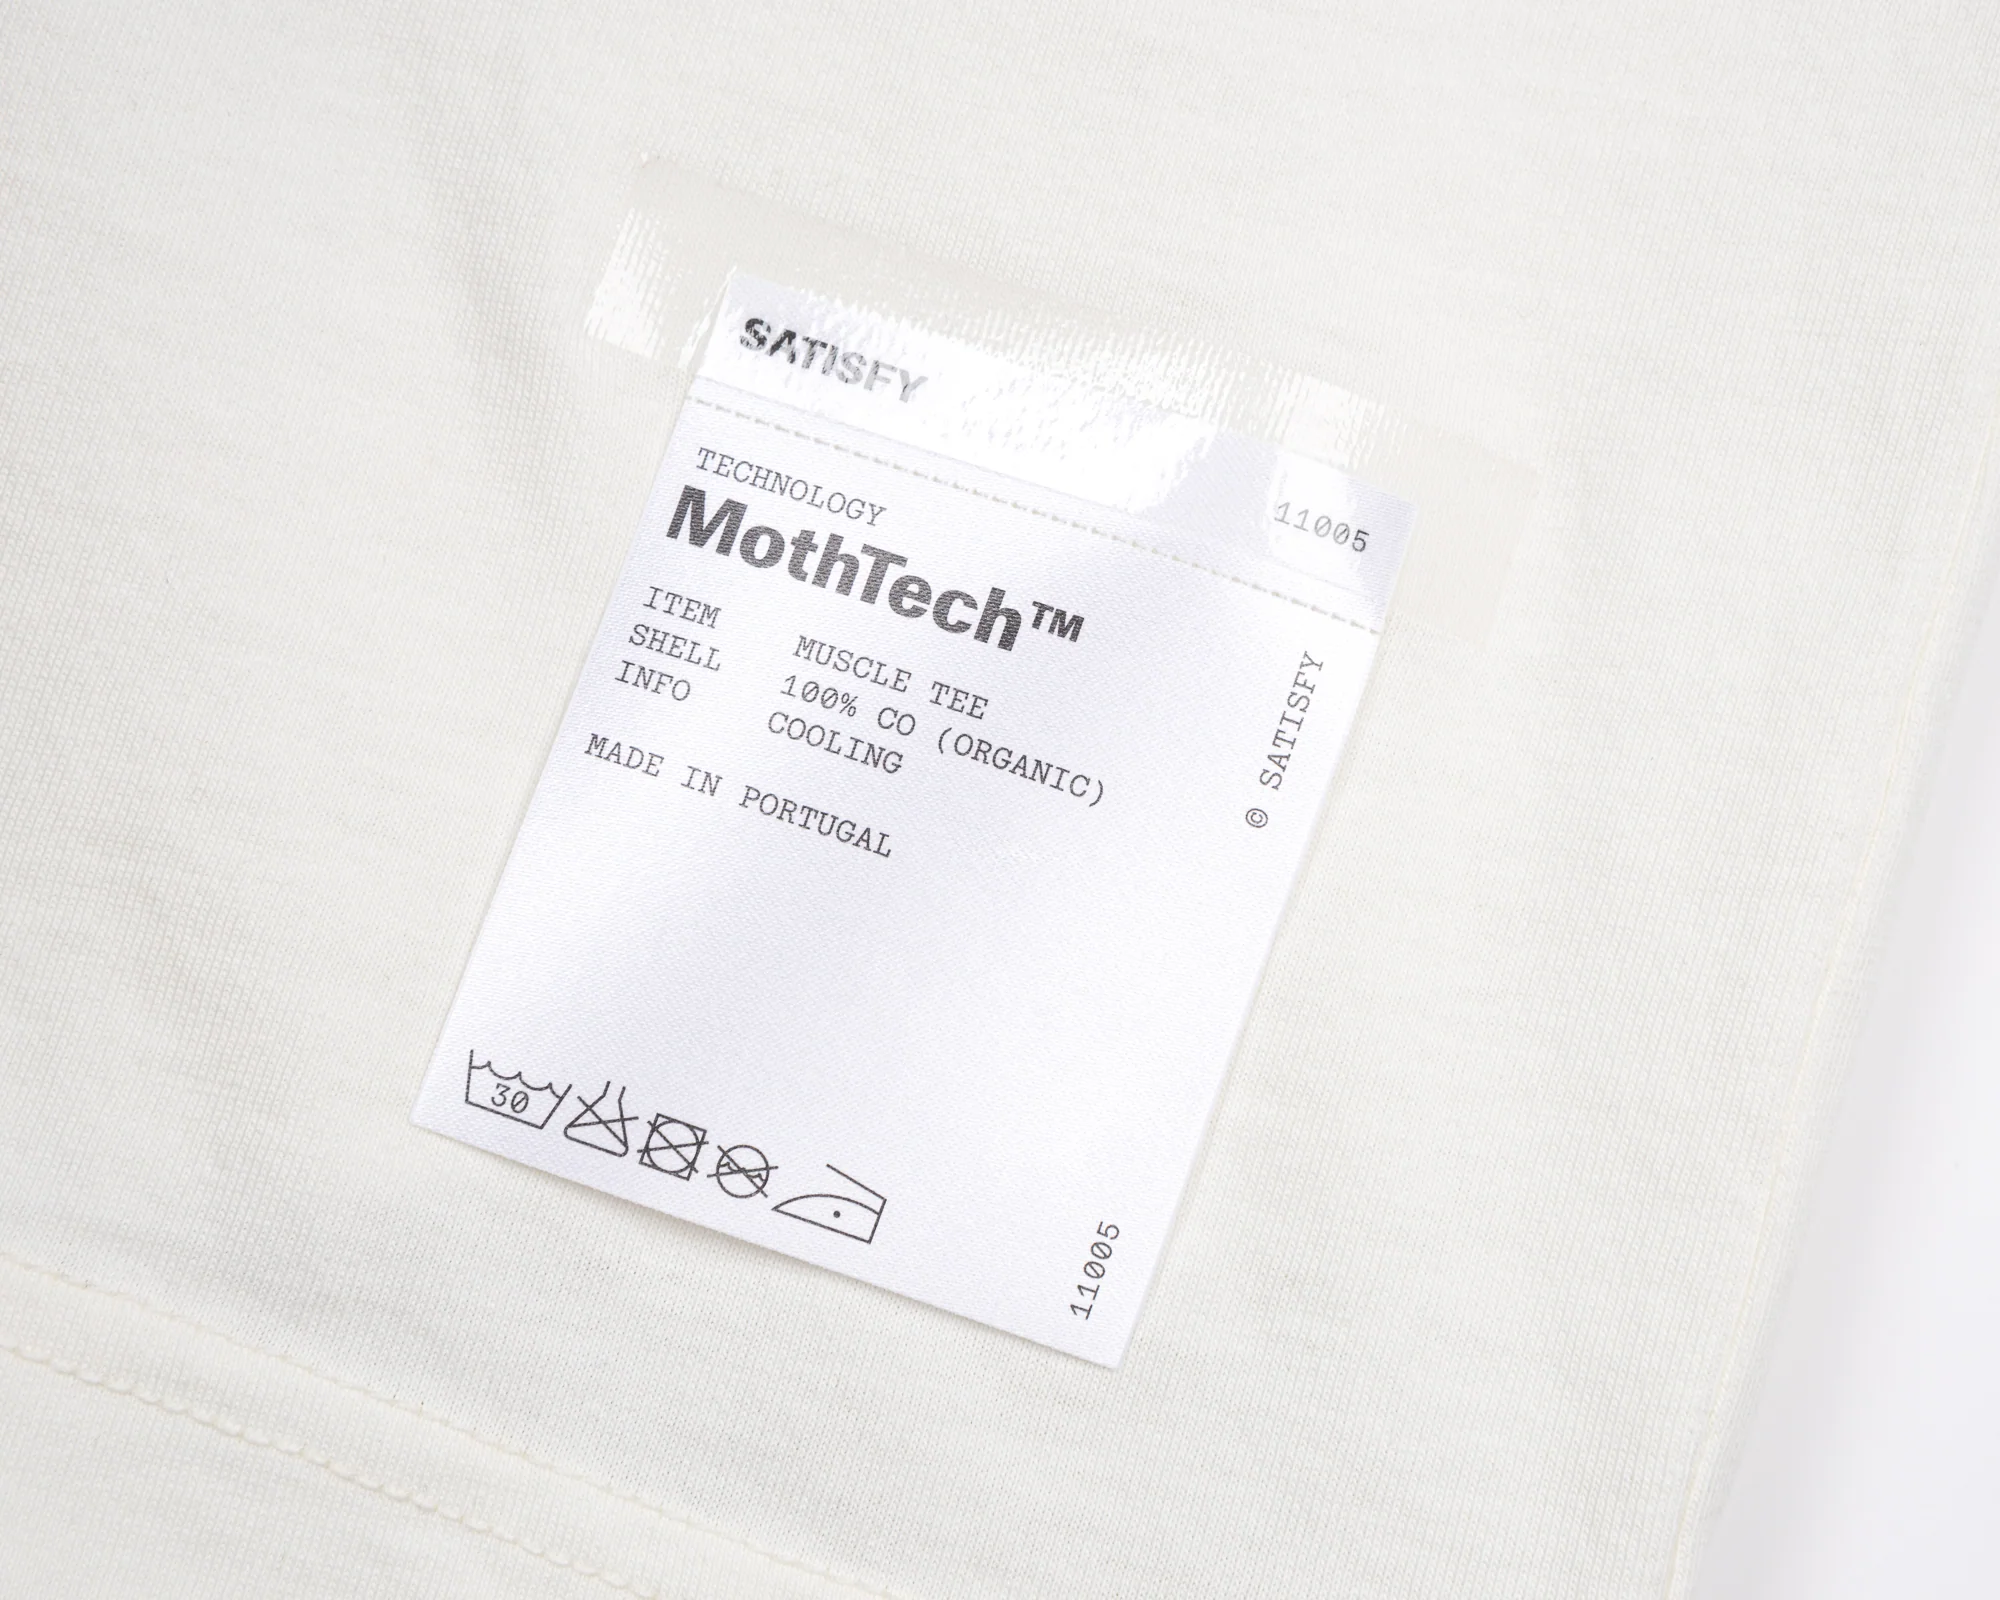 SATISFY
11005
TECHNOLOGY
MothTech™
ITEM MUSCLE TEE
SHELL 100% CO (ORGANIC)
INFO COOLING
MADE IN PORTUGAL
© SATISFY
30
11005